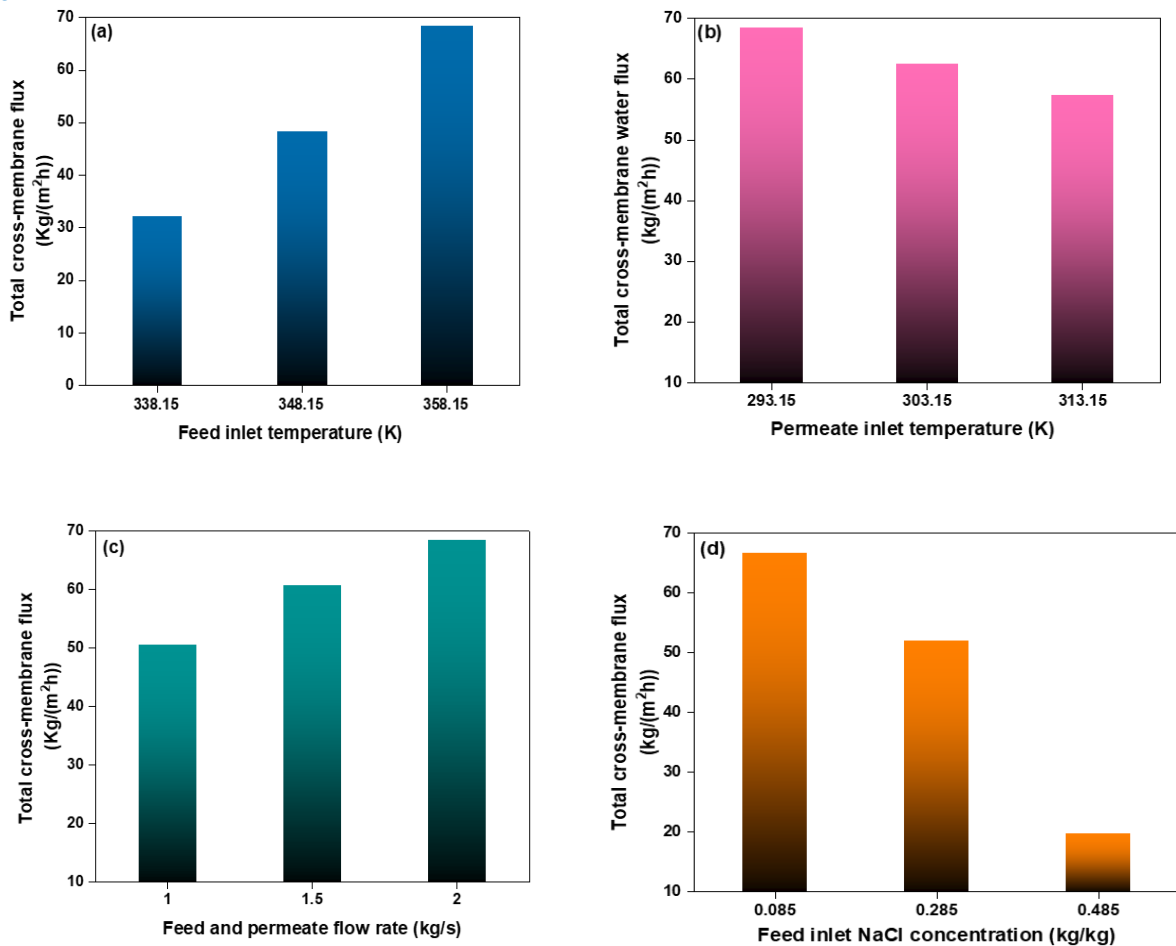 (a)
Total cross-membrane flux
(Kg/(m²h))
70
60
50
40
30
20
10
0
338.15 348.15 358.15
Feed inlet temperature (K)
(b)
Total cross-membrane water flux
(kg/(m²h))
70
60
50
40
30
20
10
293.15 303.15 313.15
Permeate inlet temperature (K)
(c)
Total cross-membrane flux
(Kg/(m²h))
70
60
50
40
30
20
10
1 1.5 2
Feed and permeate flow rate (kg/s)
(d)
Total cross-membrane flux
(kg/(m²h))
70
60
50
40
30
20
10
0.085 0.285 0.485
Feed inlet NaCl concentration (kg/kg)